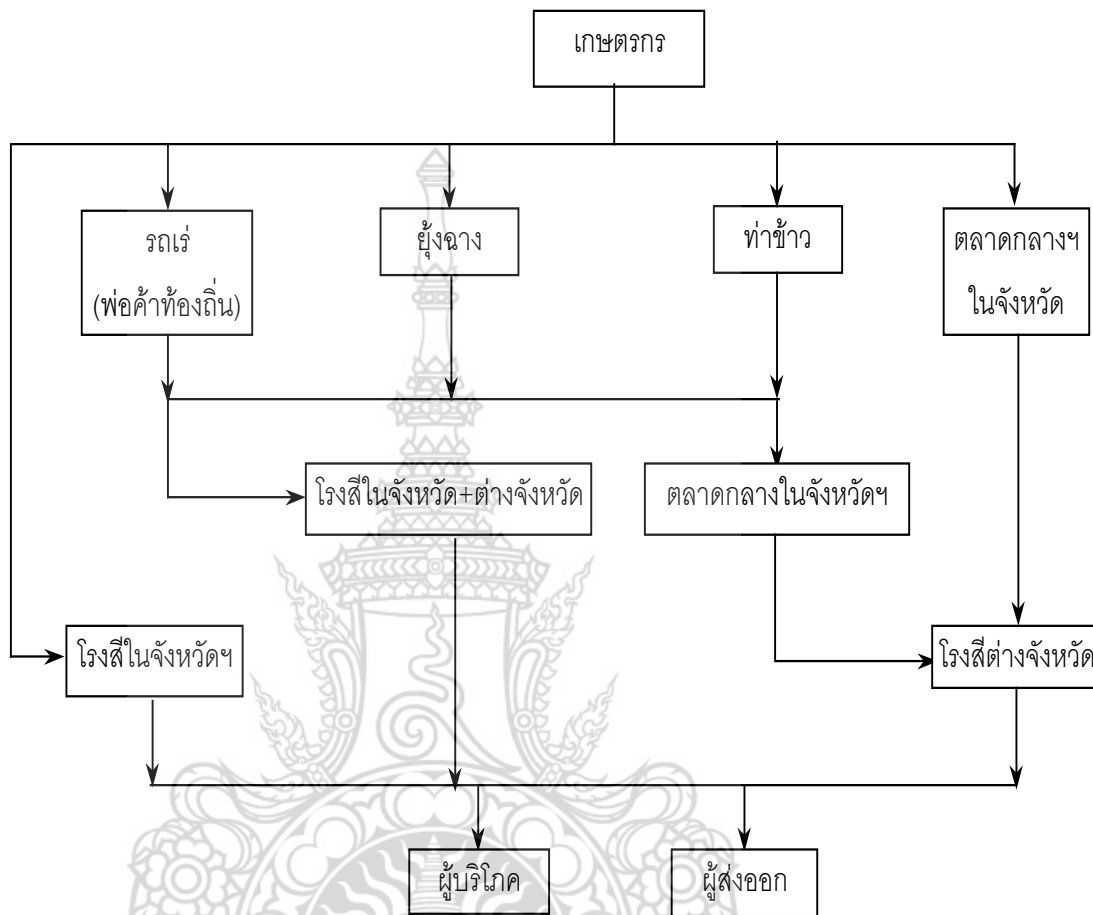 เกษตรกร
รถเร่
(พ่อค้าท้องถิ่น)
ยุ้งฉาง
ท่าข้าว
ตลาดกลางฯ
ในจังหวัด
โรงสีในจังหวัด+ต่างจังหวัด
ตลาดกลางในจังหวัดฯ
โรงสีในจังหวัดฯ
โรงสีต่างจังหวัด
ผู้บริโภค
ผู้ส่งออก